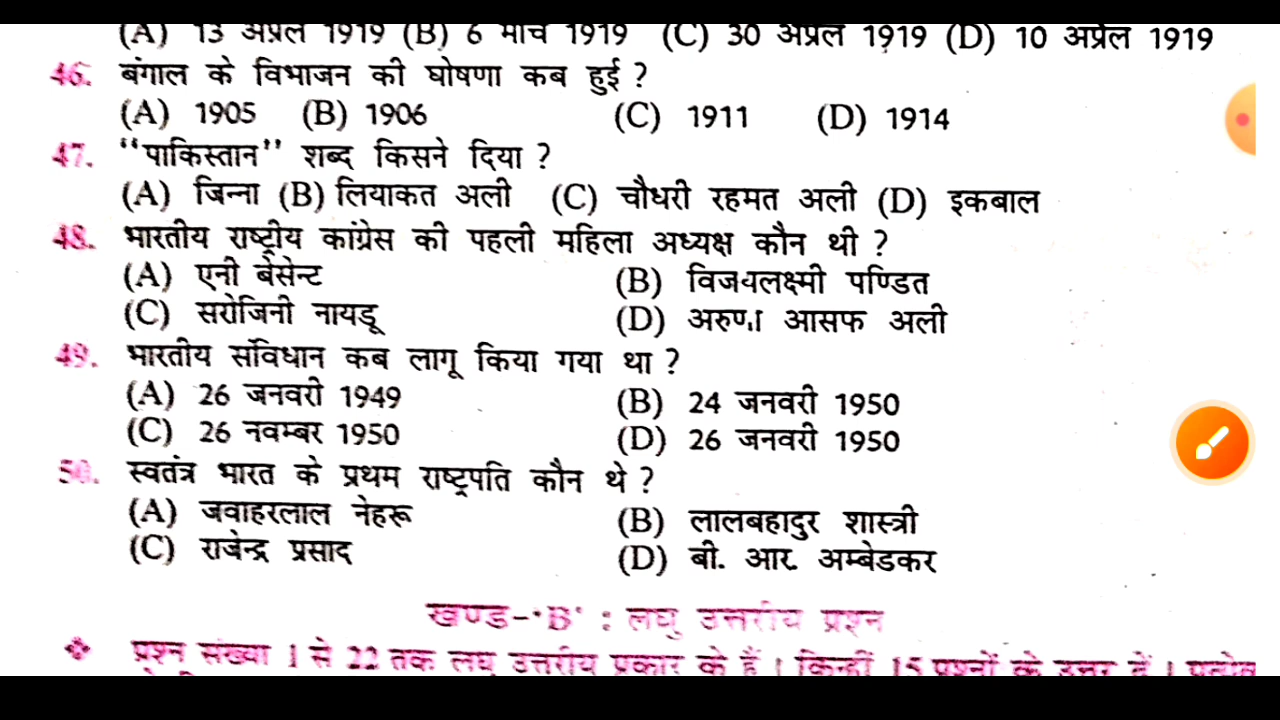 (A) 13 अप्रैल 1919 (B) 6 मार्च 1919 (C) 30 अप्रैल 1919 (D) 10 अप्रैल 1919
46. बंगाल के विभाजन की घोषणा कब हुई ?
(A) 1905 (B) 1906 (C) 1911 (D) 1914
47. “पाकिस्तान” शब्द किसने दिया ?
(A) जिन्ना (B) लियाकत अली (C) चौधरी रहमत अली (D) इकबाल
48. भारतीय राष्ट्रीय कांग्रेस की पहली महिला अध्यक्ष कौन थी ?
(A) एनी बेसेन्ट (B) विजयलक्ष्मी पण्डित
(C) सरोजिनी नायडू (D) अरुणा आसफ अली
49. भारतीय संविधान कब लागू किया गया था ?
(A) 26 जनवरी 1949 (B) 24 जनवरी 1950
(C) 26 नवम्बर 1950 (D) 26 जनवरी 1950
50. स्वतंत्र भारत के प्रथम राष्ट्रपति कौन थे ?
(A) जवाहरलाल नेहरू (B) लालबहादुर शास्त्री
(C) राजेन्द्र प्रसाद (D) बी. आर. अम्बेडकर
खण्ड-'B' : लघु उत्तरीय प्रश्न
❖ प्रश्न संख्या 1 से 22 तक लघु उत्तरीय प्रकार के हैं । किन्हीं 15 प्रश्नों के उत्तर दें ।